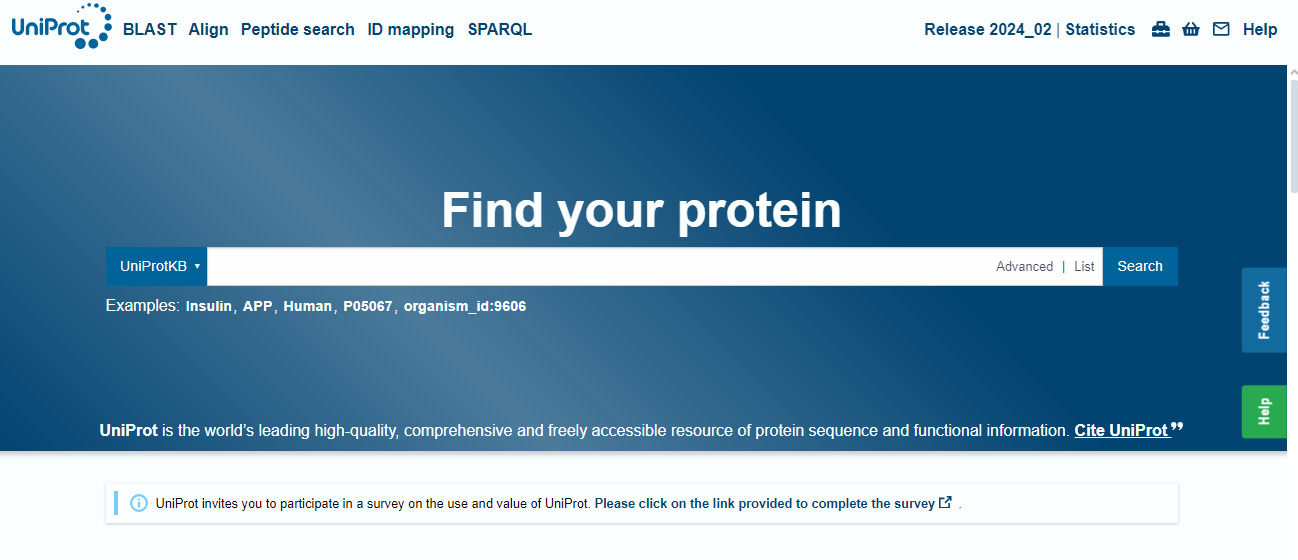 UniProt BLAST Align Peptide search ID mapping SPARQL Release 2024_02 | Statistics Help
Find your protein
UniProtKB Advanced | List Search
Examples: Insulin, APP, Human, P05067, organism_id:9606
Feedback
Help
UniProt is the world's leading high-quality, comprehensive and freely accessible resource of protein sequence and functional information. Cite UniProt ”
UniProt invites you to participate in a survey on the use and value of UniProt. Please click on the link provided to complete the survey .